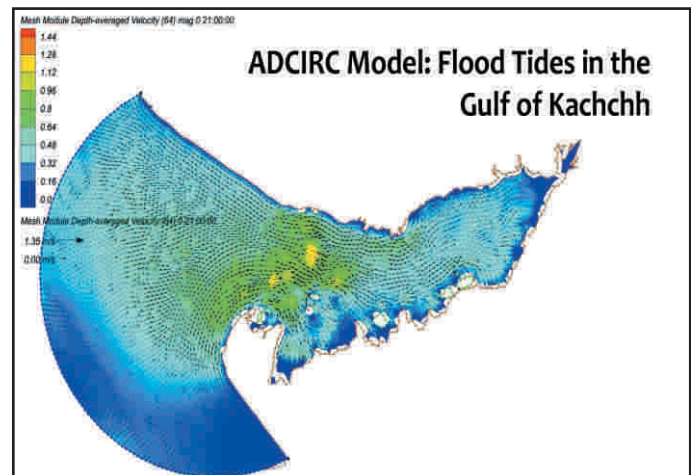 Mesh Module Depth-averaged Velocity (64) mag 0 21:00:00
1.44
1.28
1.12
0.96
0.8
0.64
0.48
0.32
0.16
0.0
ADCIRC Model: Flood Tides in the
Gulf of Kachchh
Mesh Module Depth-averaged Velocity (64) 0 21:00:00
1.35 m/s
0.00 m/s